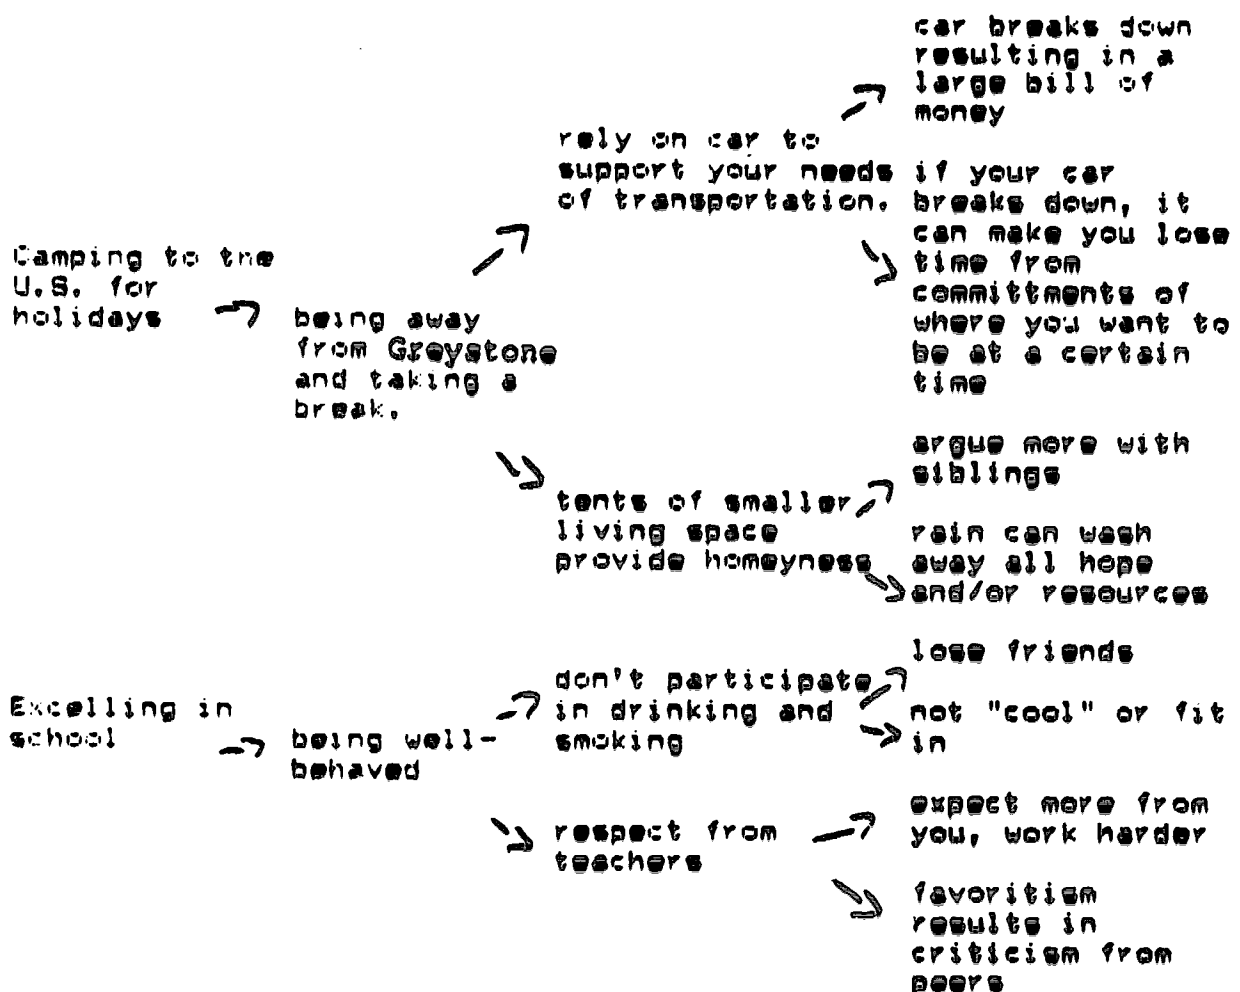 Camping to the
U.S. for
holidays
being away
from Greystone
and taking a
break.
rely on car to
support your needs
of transportation.
car breaks down
resulting in a
large bill of
money
if your car
breaks down, it
can make you lose
time from
committments of
where you want to
be at a certain
time
tents of smaller
living space
provide homeyness
argue more with
siblings
rain can wash
away all hope
and/or resources
Excelling in
school
being well-
behaved
don't participate
in drinking and
smoking
lose friends
not "cool" or fit
in
respect from
teachers
expect more from
you, work harder
favoritism
results in
criticism from
peers